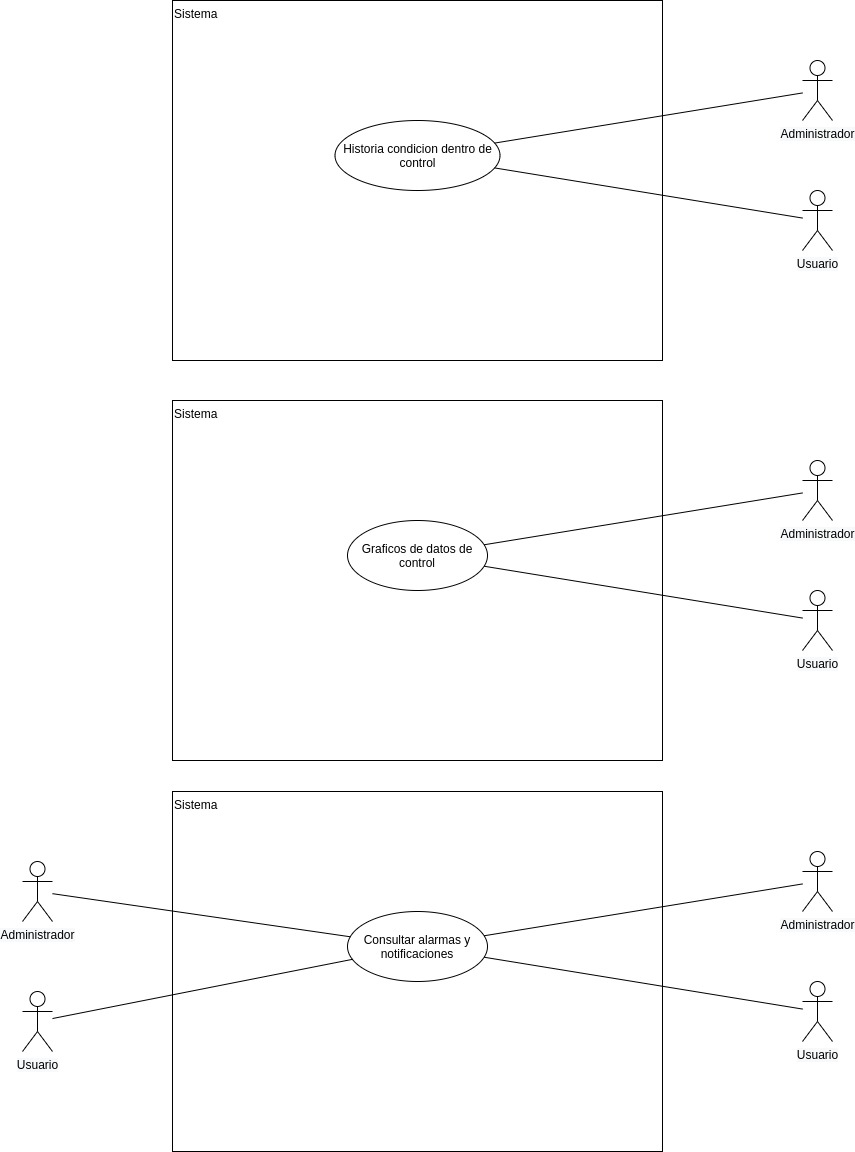 Sistema
Historia condicion dentro de
control
Administrador
Usuario
Sistema
Graficos de datos de
control
Administrador
Usuario
Sistema
Administrador
Usuario
Consultar alarmas y
notificaciones
Administrador
Usuario